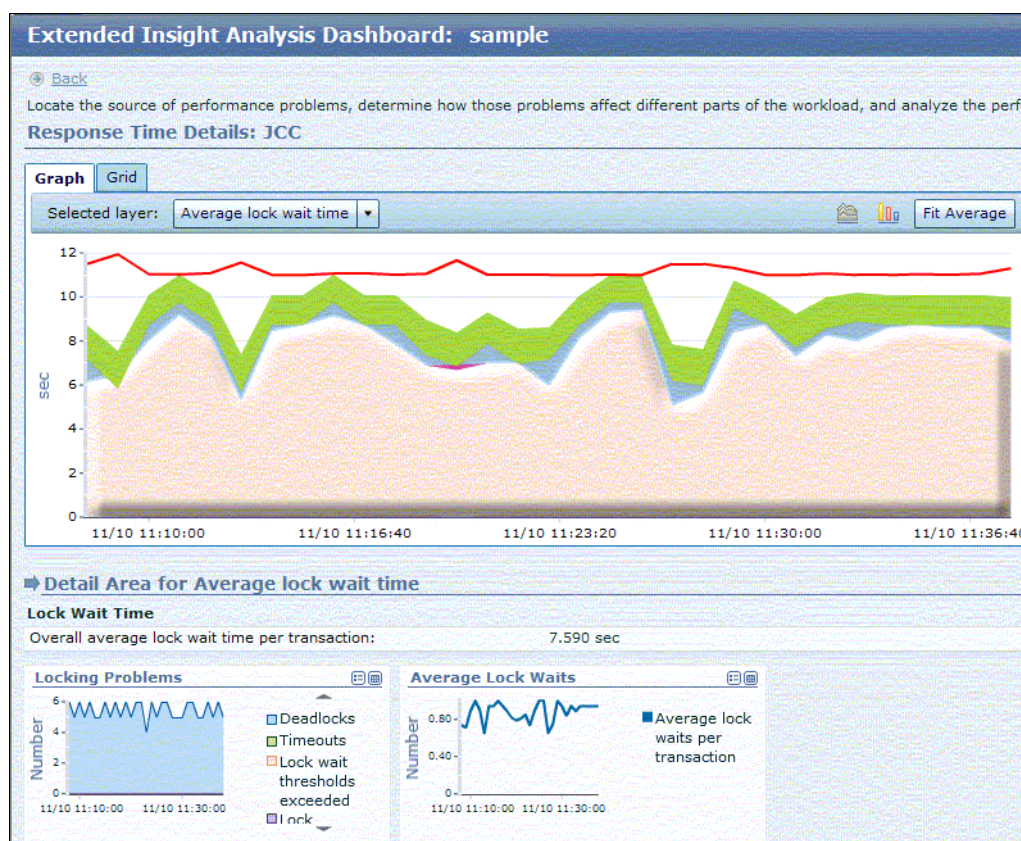 Extended Insight Analysis Dashboard: sample
Back
Locate the source of performance problems, determine how those problems affect different parts of the workload, and analyze the perf
Response Time Details: JCC
Graph Grid
Selected layer: Average lock wait time Fit Average
12
10
8
6
4
2
0
sec
11/10 11:10:00 11/10 11:16:40 11/10 11:23:20 11/10 11:30:00 11/10 11:36:40
Detail Area for Average lock wait time
Lock Wait Time
Overall average lock wait time per transaction: 7.590 sec
Locking Problems
6
4
2
0
Number
11/10 11:10:00 11/10 11:30:00
Deadlocks
Timeouts
Lock wait
thresholds
exceeded
Lock
Average Lock Waits
0.80
0.40
0
Number
11/10 11:10:00 11/10 11:30:00
Average lock
waits per
transaction